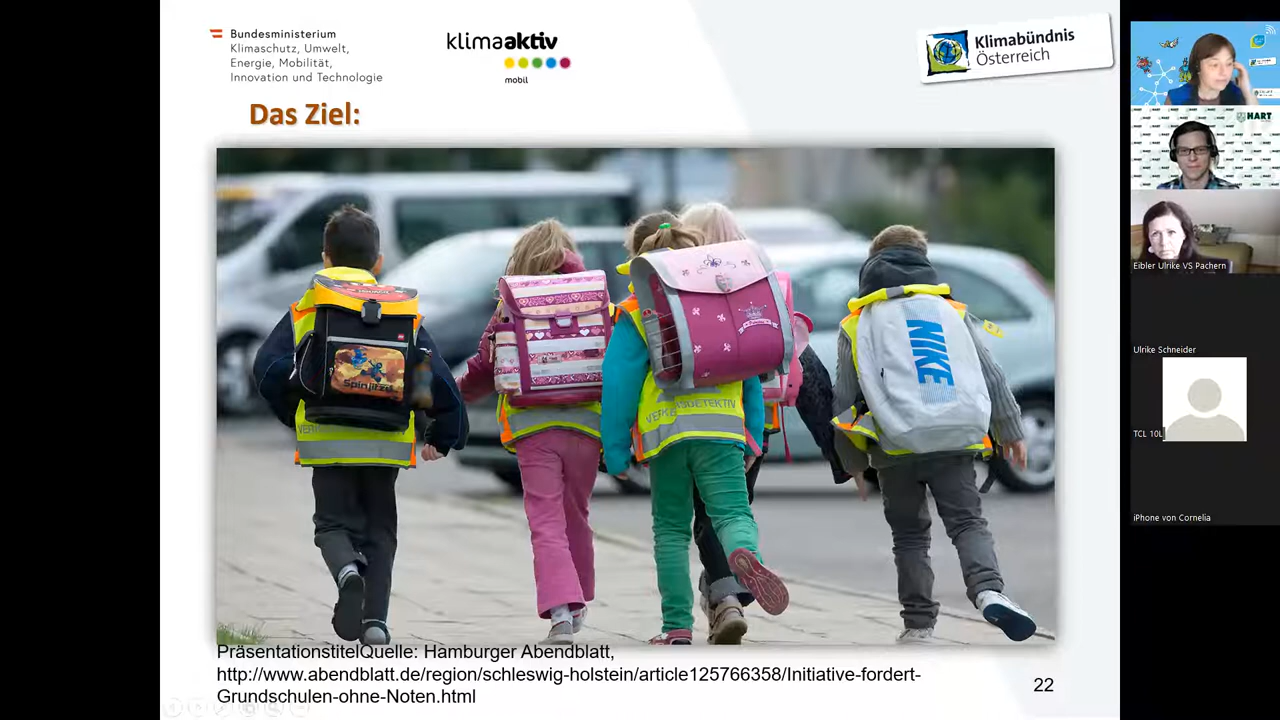 Bundesministerium
Klimaschutz, Umwelt,
Energie, Mobilität,
Innovation und Technologie
klimaaktiv
mobil
Klimabündnis
Österreich
Das Ziel:
Spinjitzu
NIKE
PräsentationstitelQuelle: Hamburger Abendblatt,
http://www.abendblatt.de/region/schleswig-holstein/article125766358/Initiative-fordert-
Grundschulen-ohne-Noten.html
22
HART
Eibler Ulrike VS Pachern
Ulrike Schneider
TCL 10L
iPhone von Cornelia